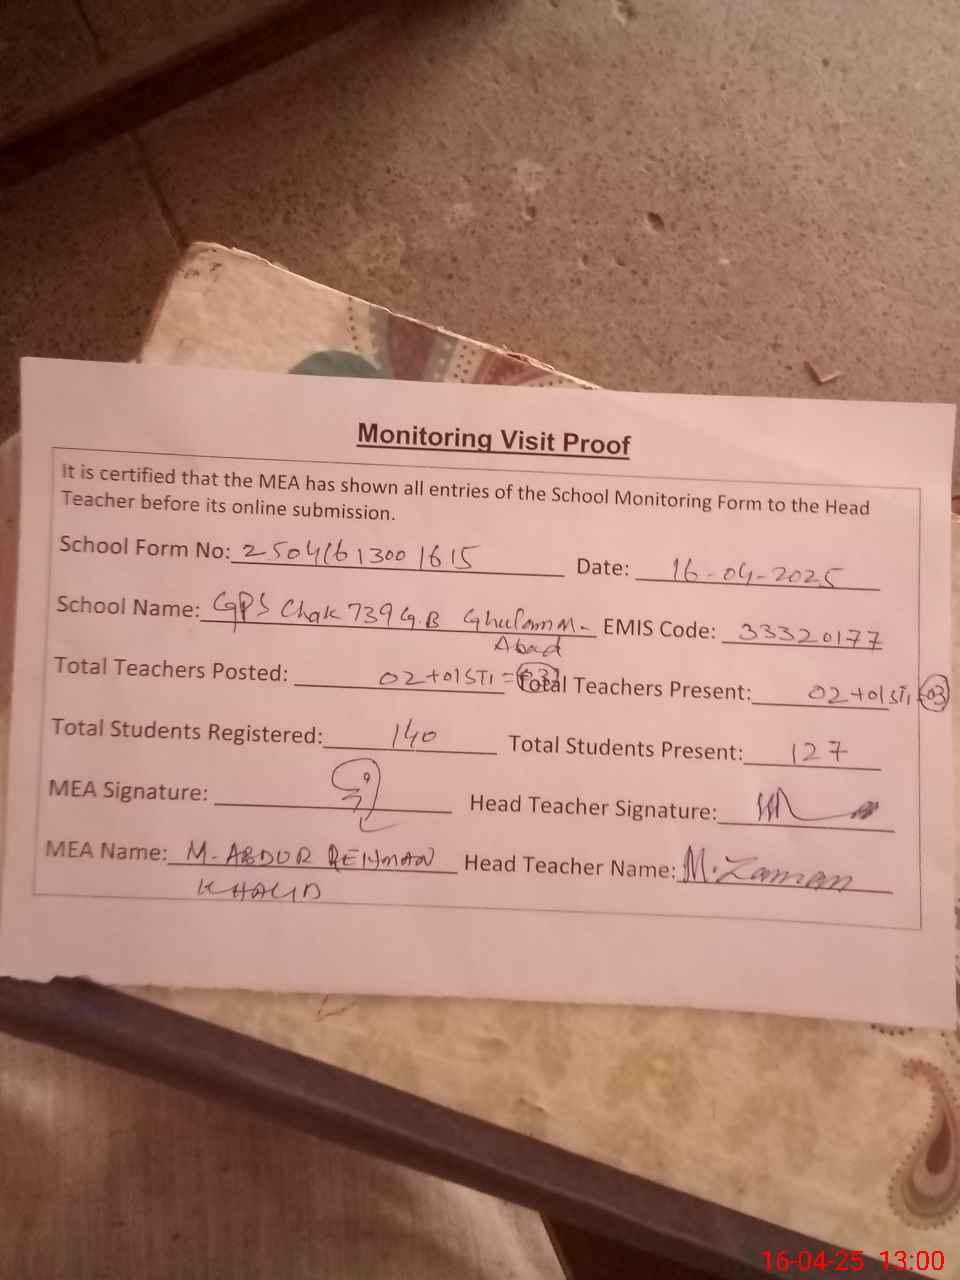 Monitoring Visit Proof
It is certified that the MEA has shown all entries of the School Monitoring Form to the Head
Teacher before its online submission.
School Form No: 2504161300 1615 Date: 16-04-2025
School Name: GPS Chak 739 G.B Ghulam M- EMIS Code: 33320177
Abad
Total Teachers Posted: 02+01STI =03 Total Teachers Present: 02+01STI =03
Total Students Registered: 140 Total Students Present: 127
MEA Signature: Head Teacher Signature:
MEA Name: M-ABDUR REHMAN Head Teacher Name: M.Zaman
KHALID
16-04-25 13:00